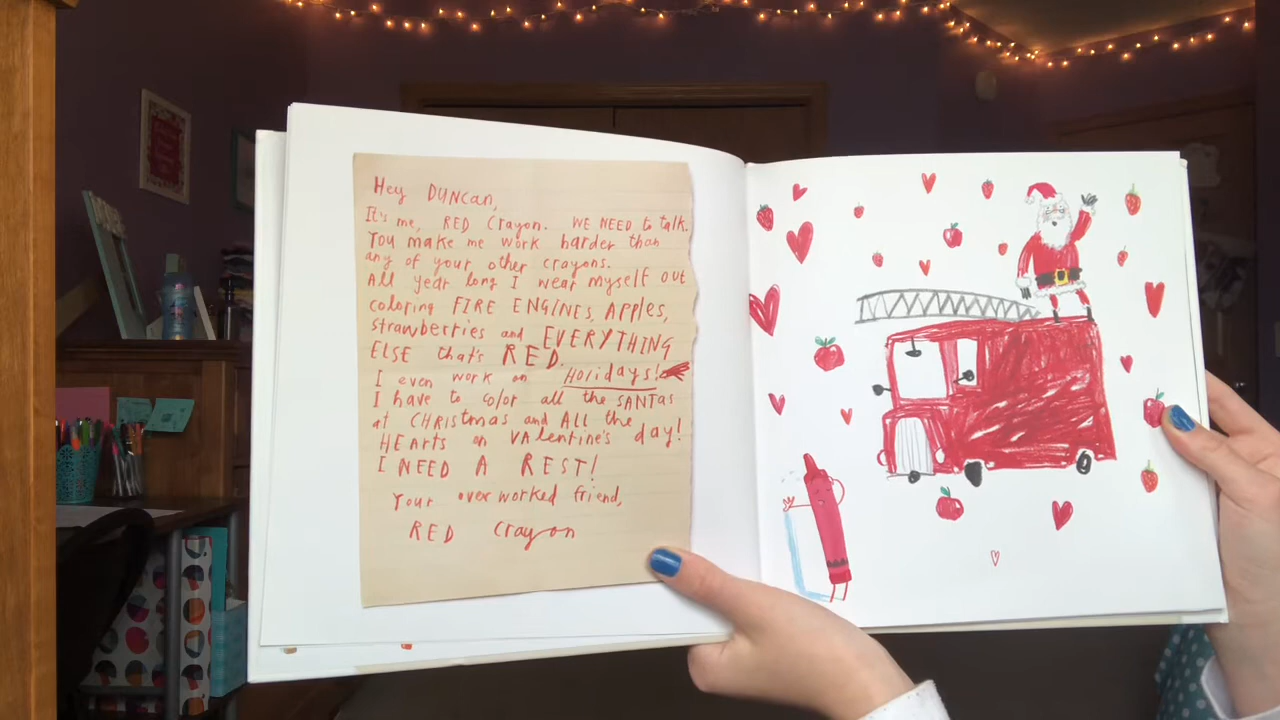 Hey DUNCan,
It's me, RED Crayon. WE NEED to talk.
You make me work harder than
any of your other crayons.
All year long I wear myself out
coloring FIRE ENGINES, Apples,
strawberries and EVERYTHING
ELSE that's RED.
I even work on Holidays!
I have to color all the SANTAs
at CHRistmas and All the
HEArts on VAlentine's day!
I NEED A REST!
Your overworked friend,
RED Crayon